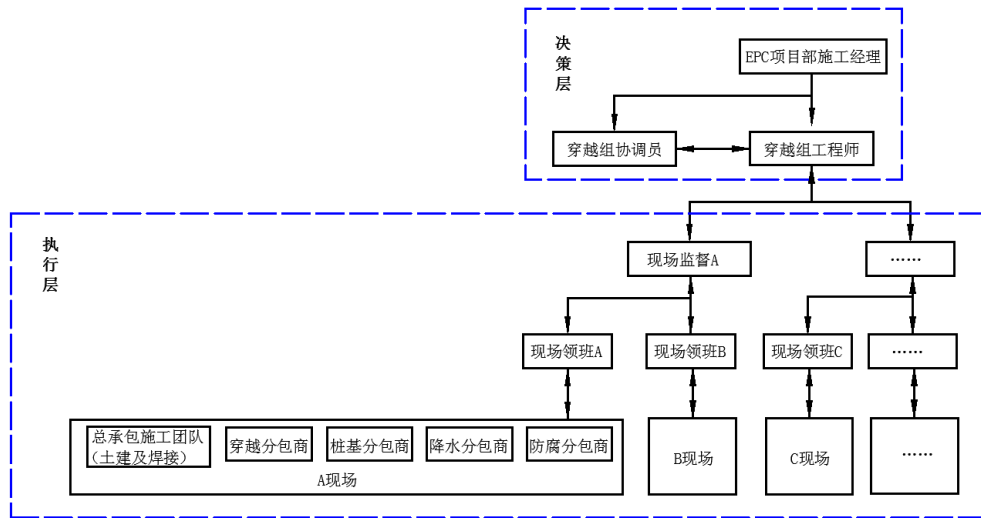 决策层
EPC项目部施工经理
穿越组协调员
穿越组工程师
执行层
现场监督A
……
现场领班A
现场领班B
现场领班C
……
总承包施工团队
（土建及焊接）
穿越分包商
桩基分包商
降水分包商
防腐分包商
A现场
B现场
C现场
……